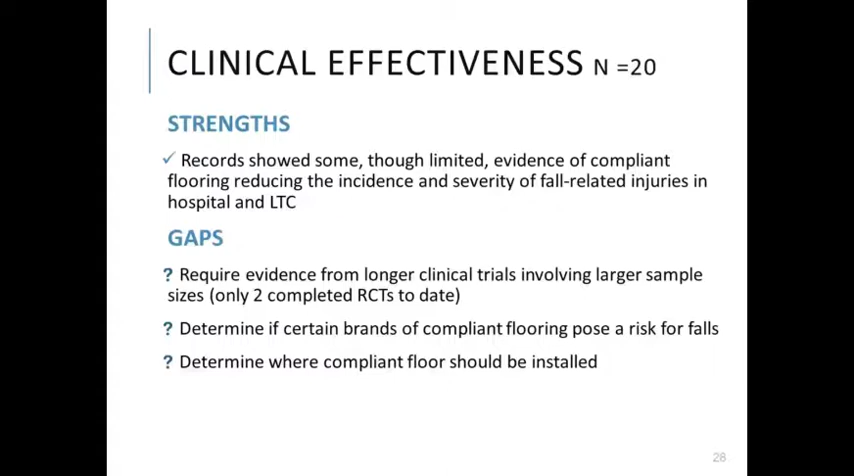 CLINICAL EFFECTIVENESS N =20
STRENGTHS
✓ Records showed some, though limited, evidence of compliant
flooring reducing the incidence and severity of fall-related injuries in
hospital and LTC
GAPS
? Require evidence from longer clinical trials involving larger sample
sizes (only 2 completed RCTs to date)
? Determine if certain brands of compliant flooring pose a risk for falls
? Determine where compliant floor should be installed
28